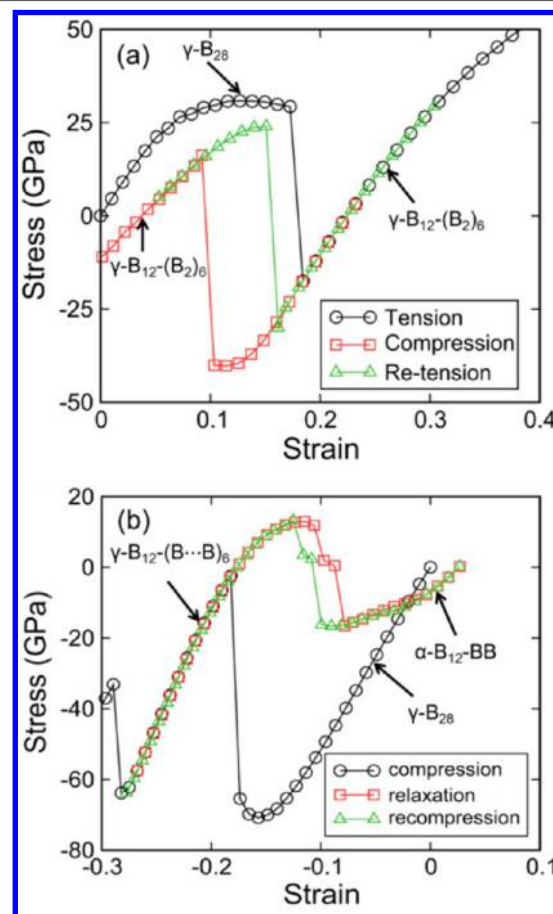 (a)
γ-B28
γ-B12-(B2)6
γ-B12-(B2)6
Tension
Compression
Re-tension
50
25
0
-25
-50
Stress (GPa)
0
0.1
0.2
0.3
0.4
Strain
(b)
γ-B12-(B···B)6
α-B12-BB
γ-B28
compression
relaxation
recompression
20
0
-20
-40
-60
-80
Stress (GPa)
-0.3
-0.2
-0.1
0
0.1
Strain